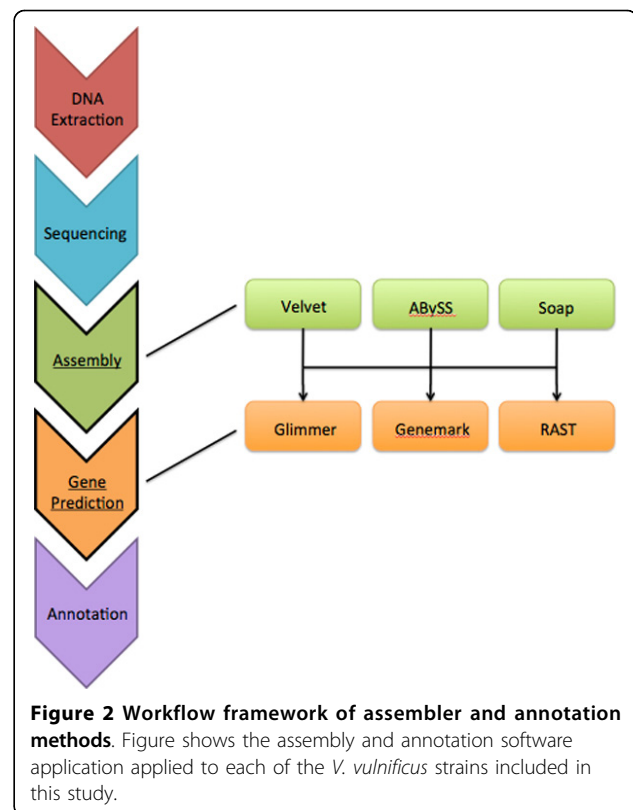 DNA
Extraction
Sequencing
Assembly
Velvet
ABySS
Soap
Gene
Prediction
Glimmer
Genemark
RAST
Annotation
Figure 2 Workflow framework of assembler and annotation
methods. Figure shows the assembly and annotation software
application applied to each of the V. vulnificus strains included in
this study.